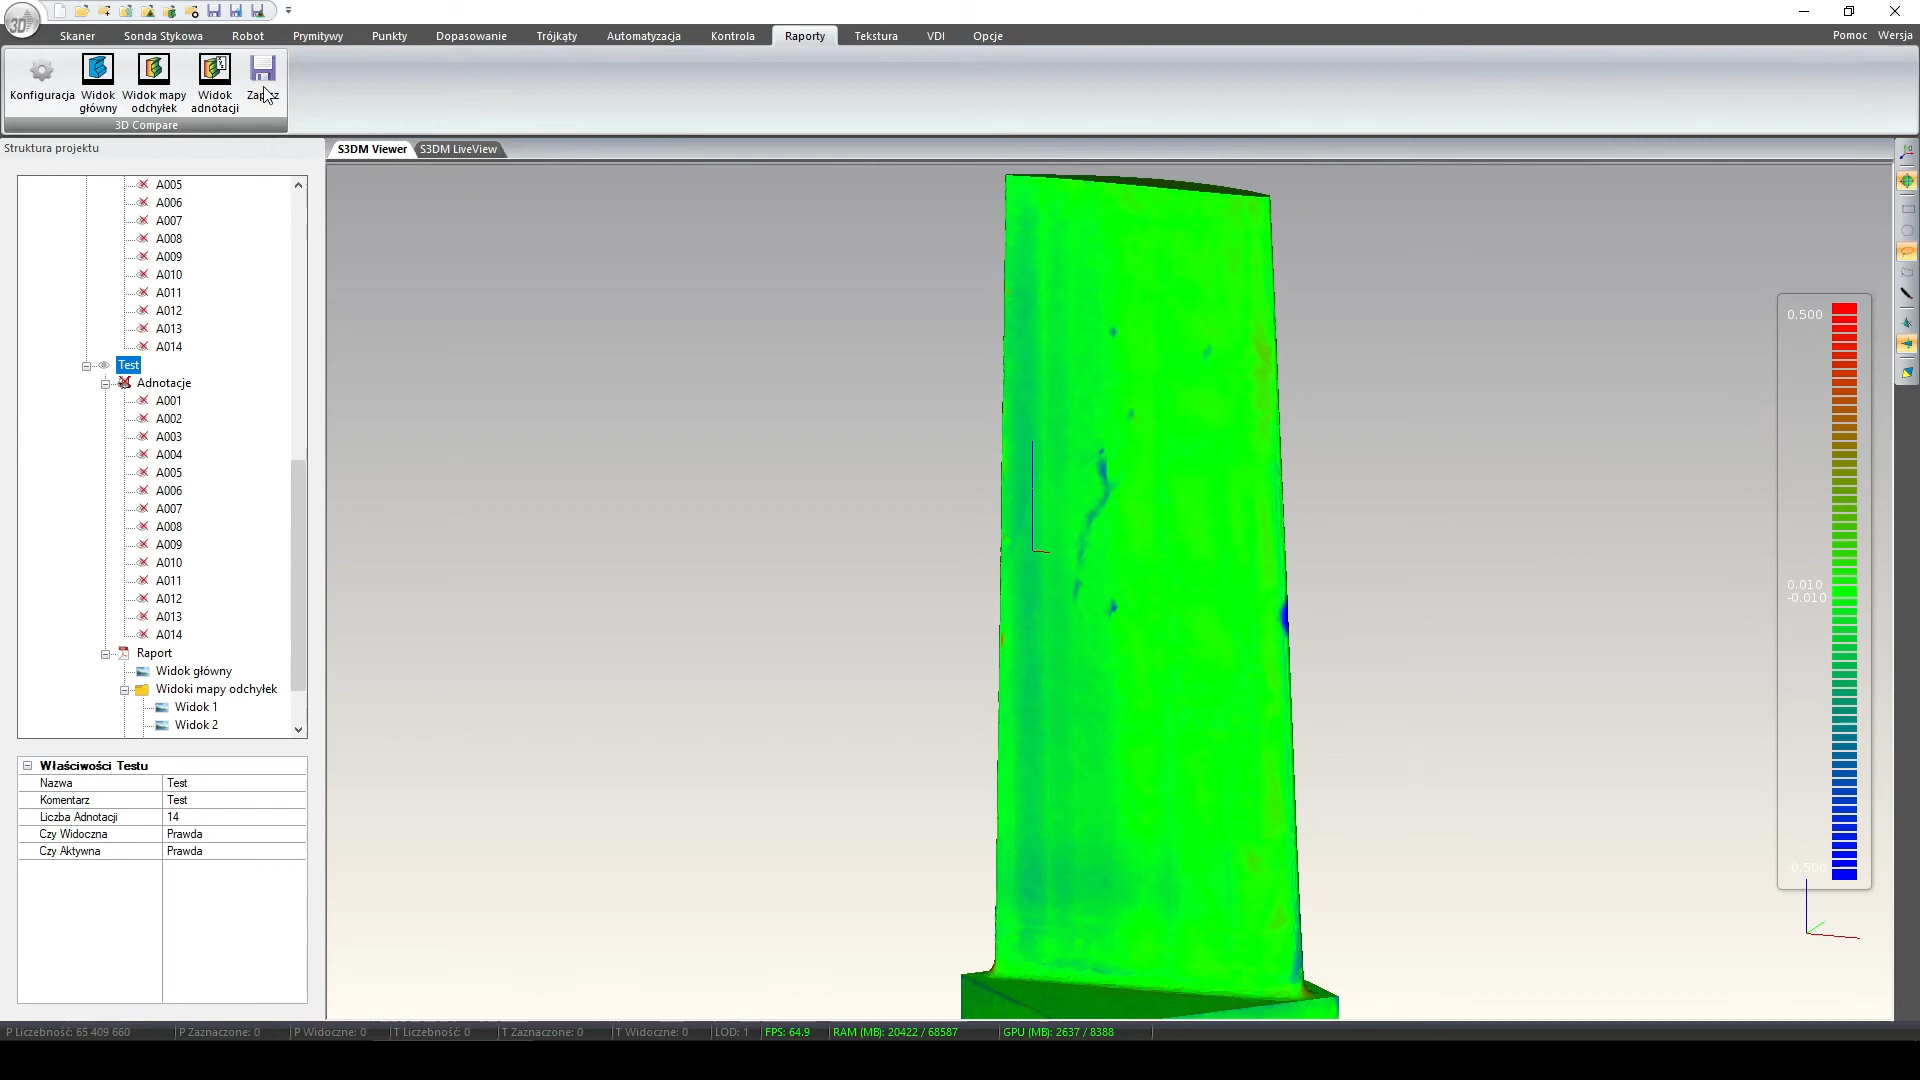 3D
Skaner Sonda Stykowa Robot Prymitywy Punkty Dopasowanie Trójkąty Automatyzacja Kontrola Raporty Tekstura VDI Opcje Pomoc Wersja
Konfiguracja
Widok główny
Widok mapy odchyłek
Widok adnotacji
Zapisz
3D Compare
Struktura projektu
S3DM Viewer S3DM LiveView
A005
A006
A007
A008
A009
A010
A011
A012
A013
A014
Test
Adnotacje
A001
A002
A003
A004
A005
A006
A007
A008
A009
A010
A011
A012
A013
A014
Raport
Widok główny
Widoki mapy odchyłek
Widok 1
Widok 2
Właściwości Testu
Nazwa Test
Komentarz Test
Liczba Adnotacji 14
Czy Widoczna Prawda
Czy Aktywna Prawda
0.500
0.010
-0.010
-0.500
P Liczebność: 65 409 660 P Zaznaczone: 0 P Widoczne: 0 T Liczebność: 0 T Zaznaczone: 0 T Widoczne: 0 LOD: 1 FPS: 64.9 RAM (MB): 20422 / 68587 GPU (MB): 2637 / 8388